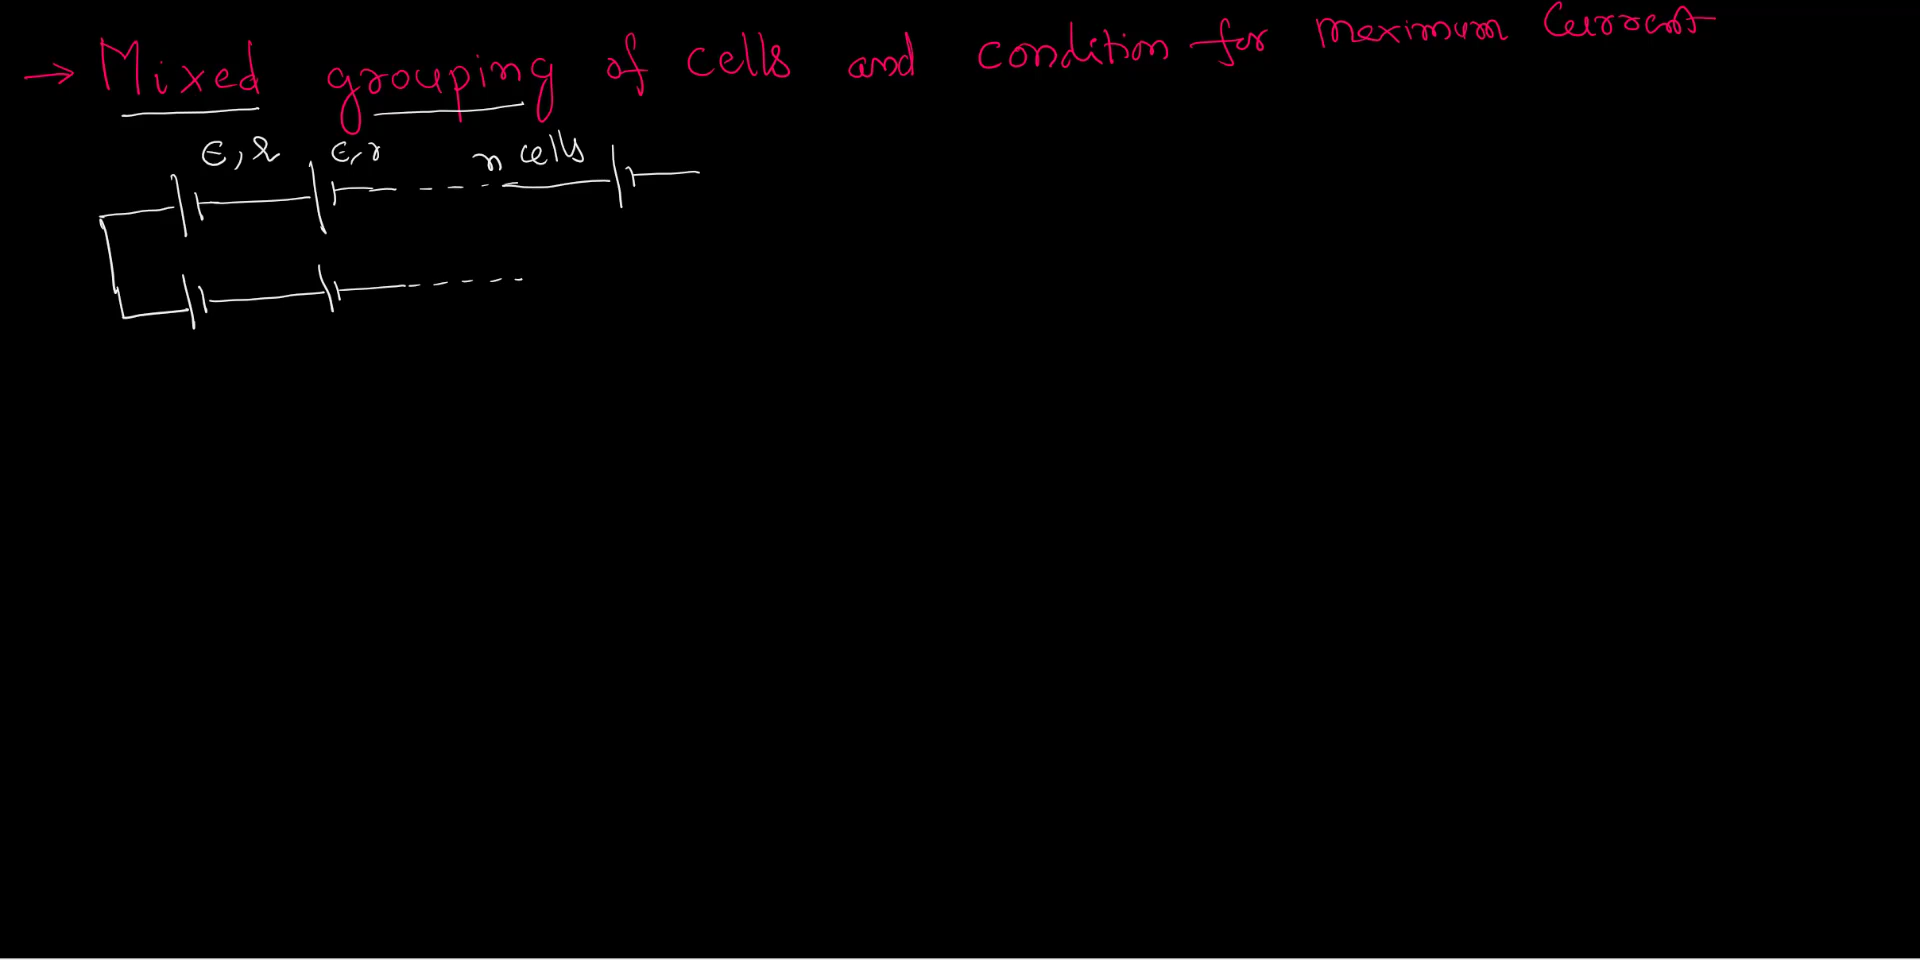 → Mixed grouping of cells and condition for maximum Current
ϵ, r ϵ, r n cells